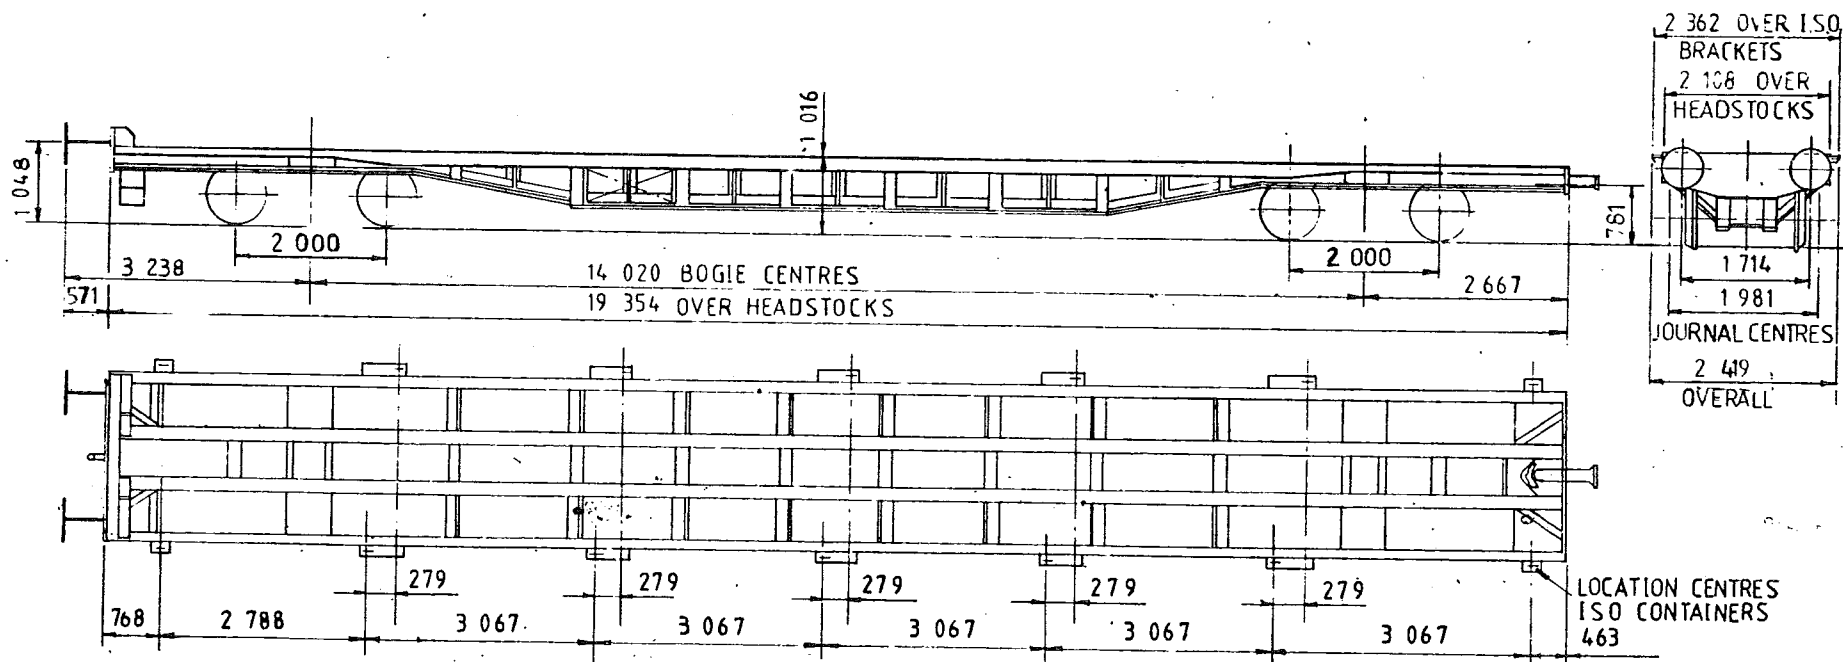 2 362 OVER I.S.O
BRACKETS
2 108 OVER
HEADSTOCKS
1 016
1 048
781
2 000
2 000
3 238
14 020 BOGIE CENTRES
2 667
571
19 354 OVER HEADSTOCKS
1 714
1 981
JOURNAL CENTRES
2 419
OVERALL
279
279
279
279
279
LOCATION CENTRES
ISO CONTAINERS
768
2 788
3 067
3 067
3 067
3 067
3 067
463